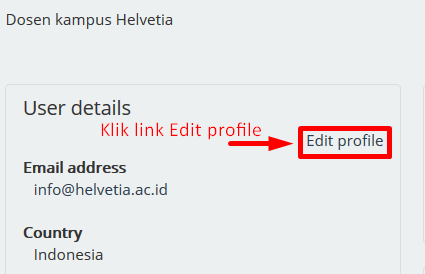 Dosen kampus Helvetia
User details
Klik link Edit profile
Edit profile
Email address
info@helvetia.ac.id
Country
Indonesia